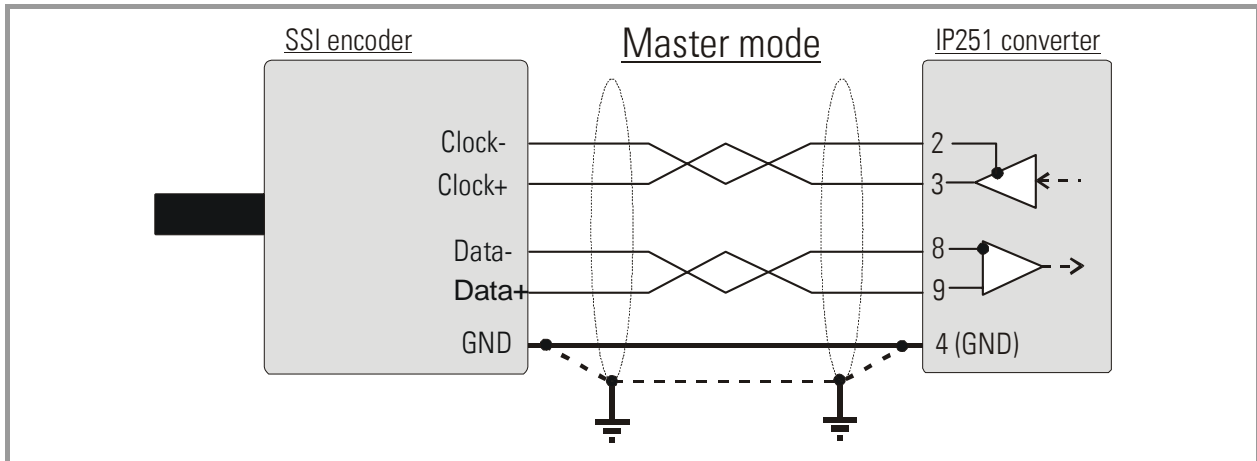 SSI encoder
Master mode
IP251 converter
Clock-
2
Clock+
3
Data-
8
Data+
9
GND
4 (GND)